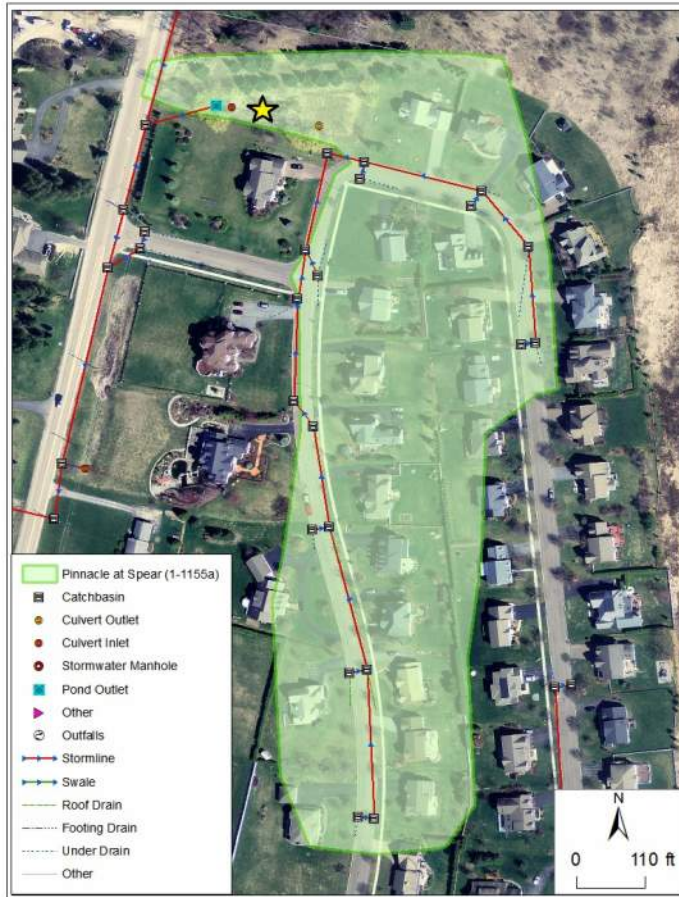 Pinnacle at Spear (1-1155a)
Catchbasin
Culvert Outlet
Culvert Inlet
Stormwater Manhole
Pond Outlet
Other
Outfalls
Stormline
Swale
Roof Drain
Footing Drain
Under Drain
Other
N
0 110 ft